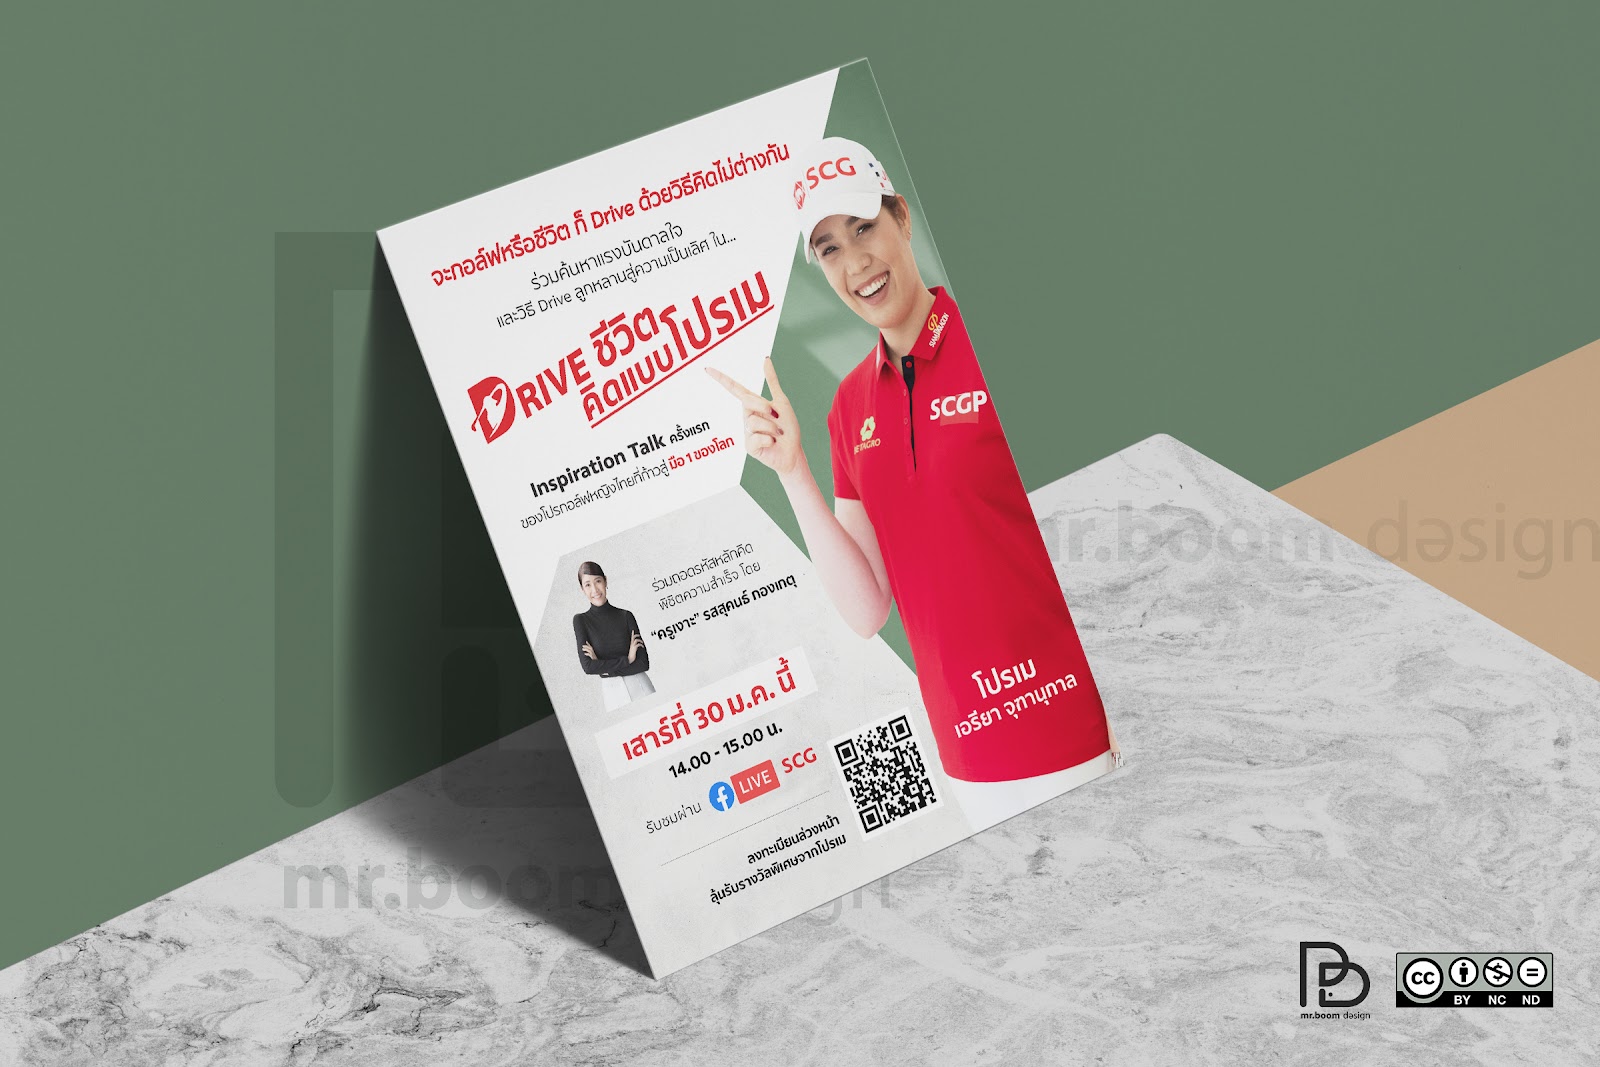 จะกอล์ฟหรือชีวิต ก็ Drive ด้วยวิธีคิดไม่ต่างกัน
ร่วมค้นหาแรงบันดาลใจ
และวิธี Drive ลูกหลานสู่ความเป็นเลิศ ใน...
DRIVE ชีวิต
คิดแบบโปรเม
Inspiration Talk ครั้งแรก
ของโปรกอล์ฟหญิงไทยที่ก้าวสู่ มือ 1 ของโลก
ร่วมถอดรหัสหลักคิด
พิชิตความสำเร็จ โดย
“ครูเงาะ” รสสุคนธ์ กองเกตุ
เสาร์ที่ 30 ม.ค. นี้
14.00 - 15.00 น.
รับชมผ่าน f LIVE SCG
ลงทะเบียนล่วงหน้า
ลุ้นรับรางวัลพิเศษจากโปรเม
SCG
SCGP
โปรเม
เอรียา จุฑานุกาล
mr.boom dəsign
mr.boom dəsign
mr.boom dəsign
cc
BY NC ND